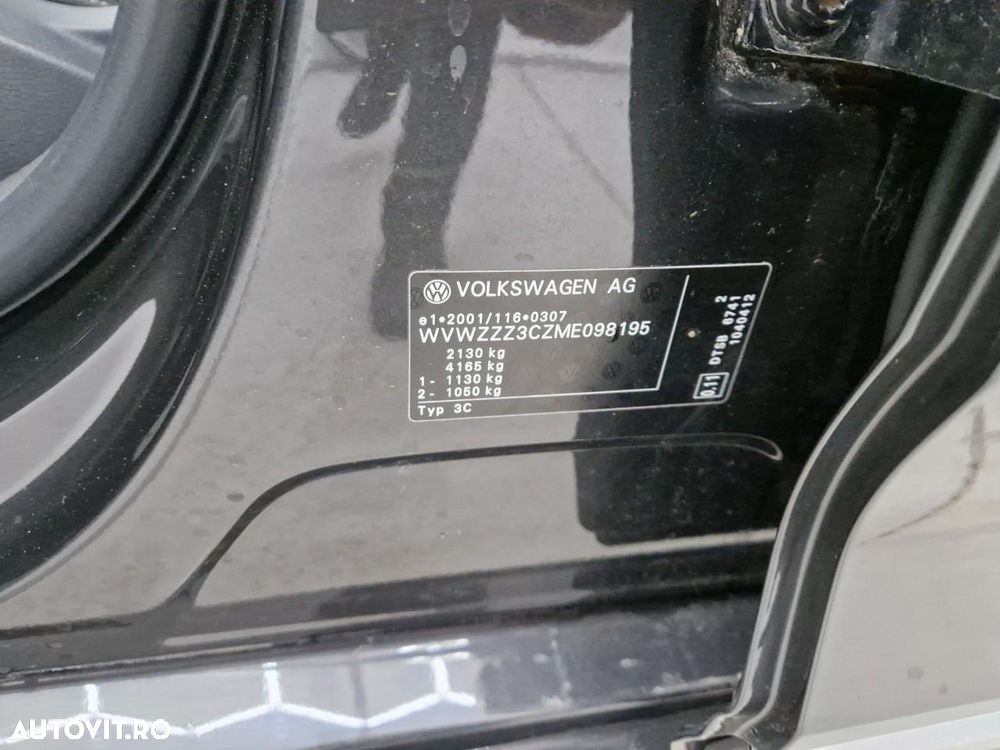 VOLKSWAGEN AG
e1*2001/116*0307
WVWZZZ3CZME098195
2130 kg
4165 kg
1 - 1130 kg
2 - 1050 kg
Typ 3C
0.11 DTSB 6741 2
1040412
AUTOVIT.RO